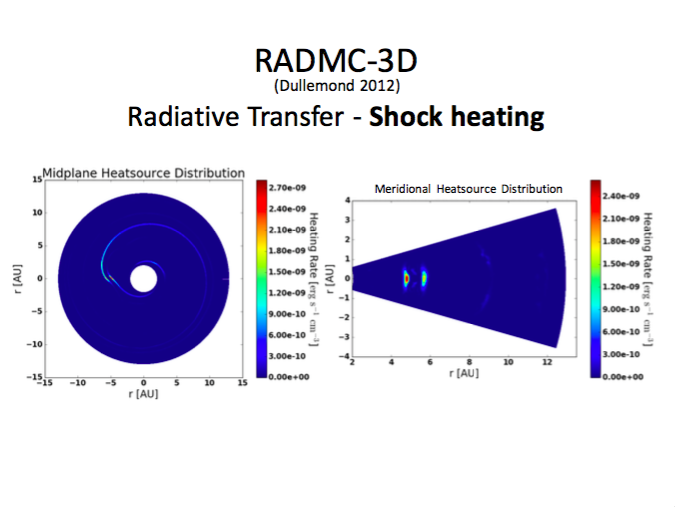 RADMC-3D
(Dullemond 2012)
Radiative Transfer - Shock heating
Midplane Heatsource Distribution
15
10
5
0
−5
−10
−15
−15 −10 −5 0 5 10 15
r [AU]
r [AU]
2.70e-09
2.40e-09
2.10e-09
1.80e-09
1.50e-09
1.20e-09
9.00e-10
6.00e-10
3.00e-10
0.00e+00
Heating Rate [erg s⁻¹ cm⁻³]
Meridional Heatsource Distribution
4
3
2
1
0
−1
−2
−3
−4
2 4 6 8 10 12
r [AU]
r [AU]
2.40e-09
2.10e-09
1.80e-09
1.50e-09
1.20e-09
9.00e-10
6.00e-10
3.00e-10
0.00e+00
Heating Rate [erg s⁻¹ cm⁻³]